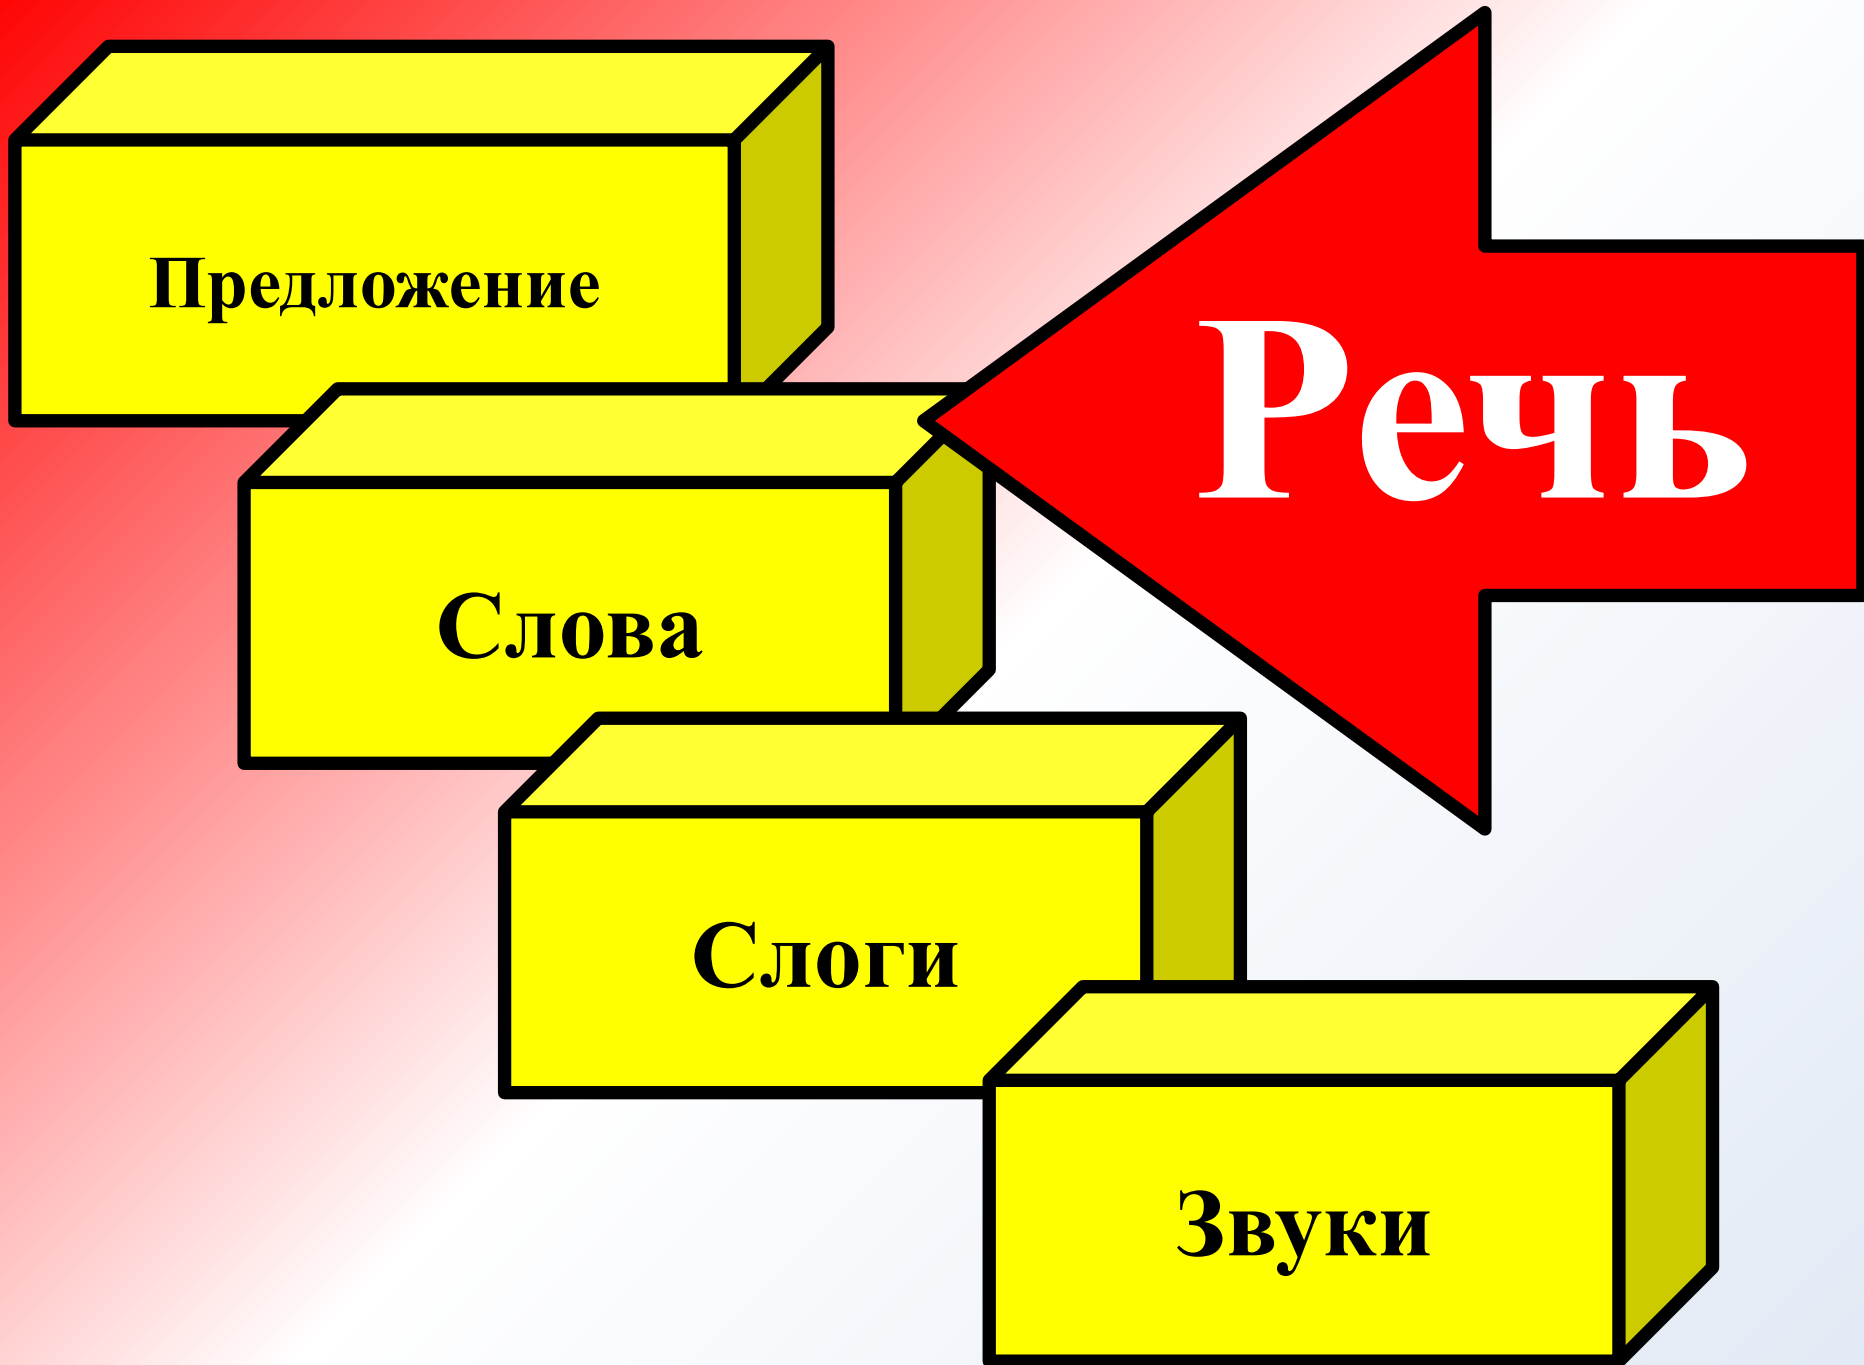 Предложение
Речь
Слова
Слоги
Звуки